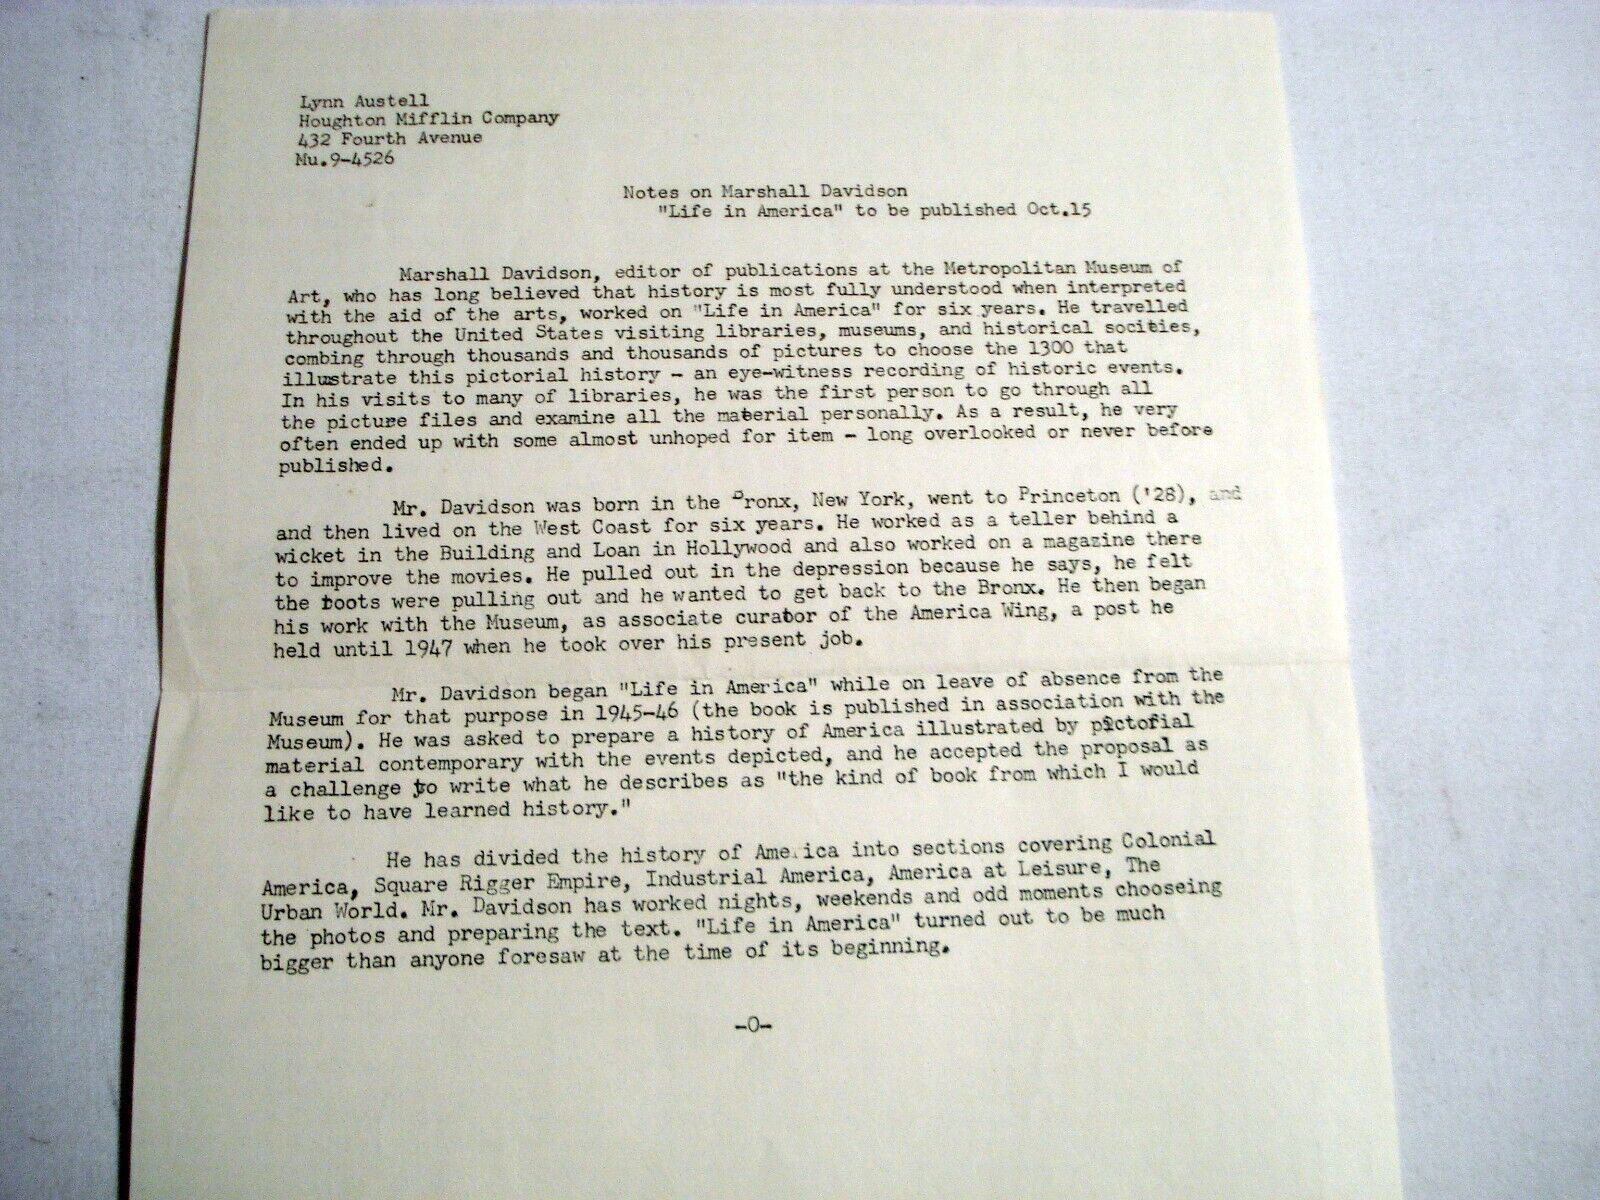 Lynn Austell
Houghton Mifflin Company
432 Fourth Avenue
Mu.9-4526
Notes on Marshall Davidson
"Life in America" to be published Oct.15
Marshall Davidson, editor of publications at the Metropolitan Museum of
Art, who has long believed that history is most fully understood when interpreted
with the aid of the arts, worked on "Life in America" for six years. He travelled
throughout the United States visiting libraries, museums, and historical socities,
combing through thousands and thousands of pictures to choose the 1300 that
illustrate this pictorial history - an eye-witness recording of historic events.
In his visits to many of libraries, he was the first person to go through all
the picture files and examine all the material personally. As a result, he very
often ended up with some almost unhoped for item - long overlooked or never before
published.
Mr. Davidson was born in the Bronx, New York, went to Princeton ('28), and
and then lived on the West Coast for six years. He worked as a teller behind a
wicket in the Building and Loan in Hollywood and also worked on a magazine there
to improve the movies. He pulled out in the depression because he says, he felt
the roots were pulling out and he wanted to get back to the Bronx. He then began
his work with the Museum, as associate curator of the America Wing, a post he
held until 1947 when he took over his present job.
Mr. Davidson began "Life in America" while on leave of absence from the
Museum for that purpose in 1945-46 (the book is published in association with the
Museum). He was asked to prepare a history of America illustrated by pictorial
material contemporary with the events depicted, and he accepted the proposal as
a challenge to write what he describes as "the kind of book from which I would
like to have learned history."
He has divided the history of America into sections covering Colonial
America, Square Rigger Empire, Industrial America, America at Leisure, The
Urban World. Mr. Davidson has worked nights, weekends and odd moments chooseing
the photos and preparing the text. "Life in America" turned out to be much
bigger than anyone foresaw at the time of its beginning.
-0-